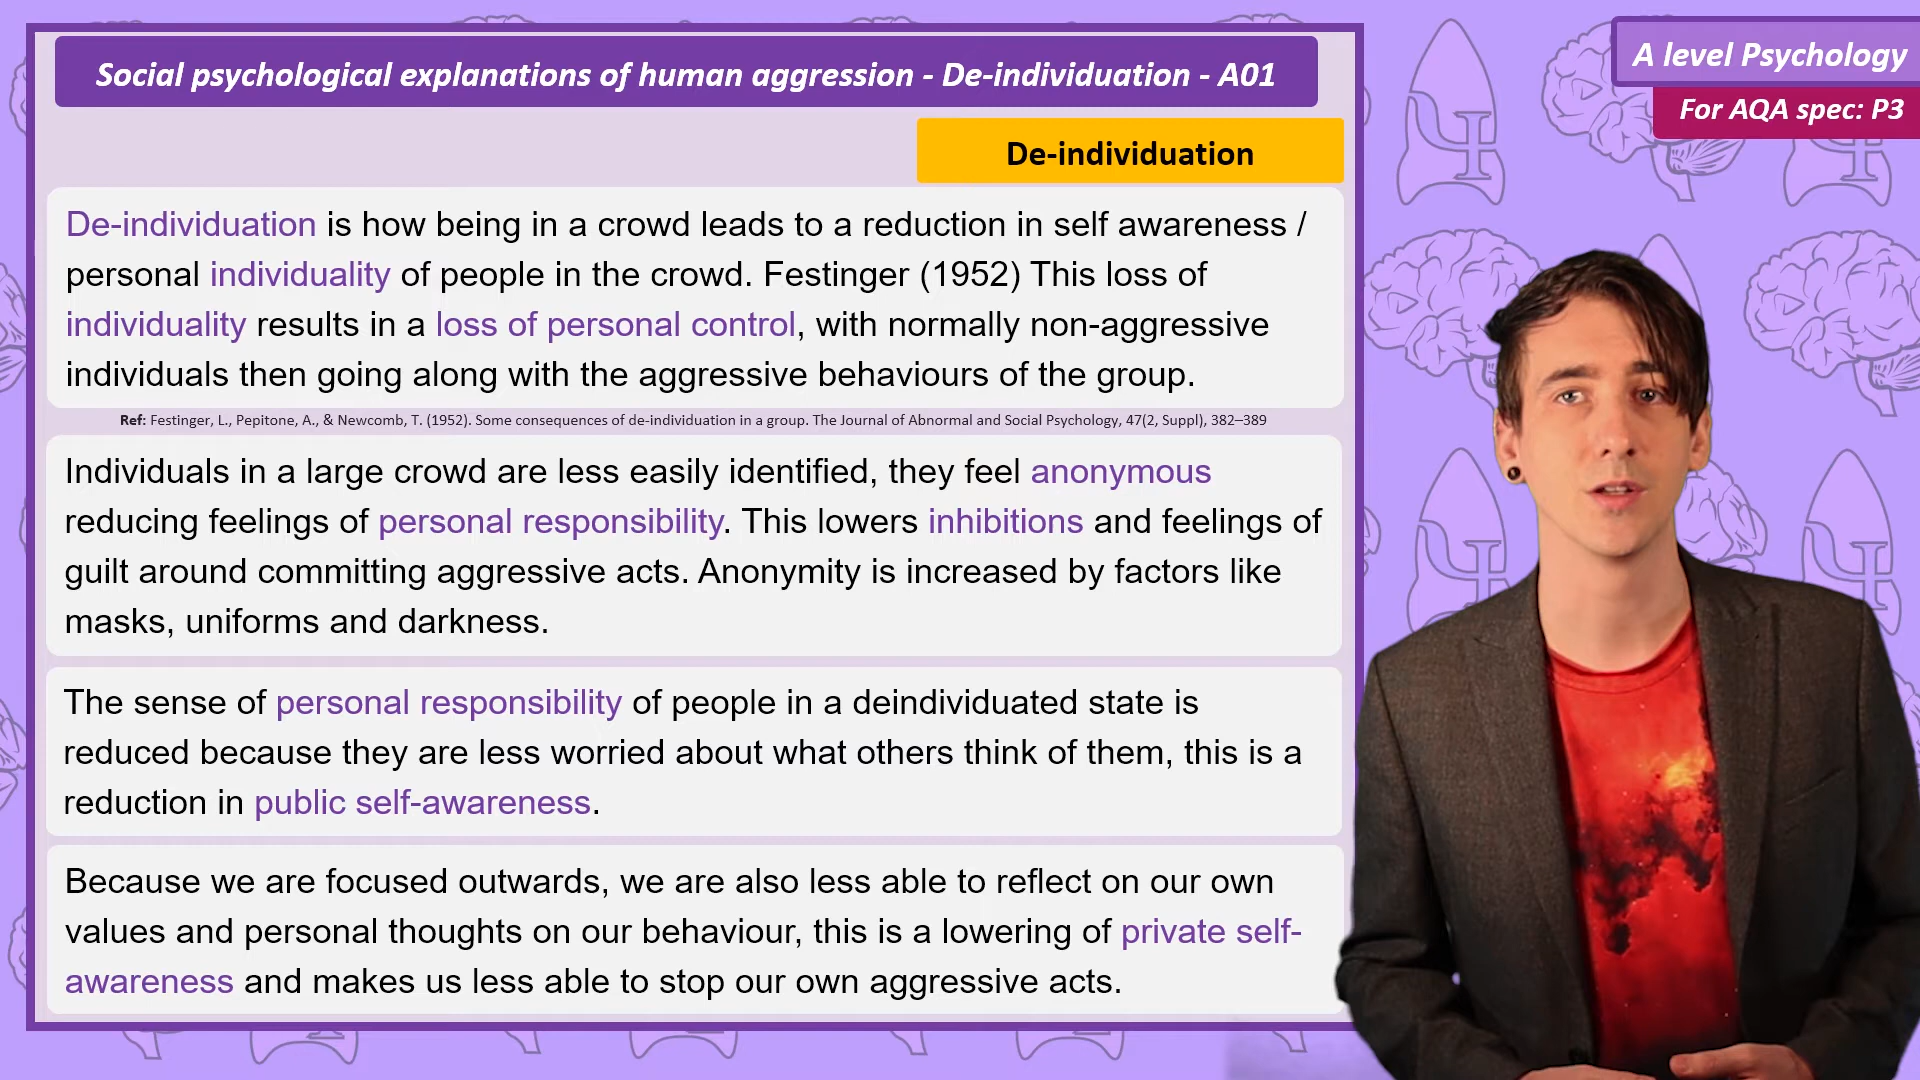 Social psychological explanations of human aggression - De-individuation - A01
A level Psychology
For AQA spec: P3
De-individuation
De-individuation is how being in a crowd leads to a reduction in self awareness /
personal individuality of people in the crowd. Festinger (1952) This loss of
individuality results in a loss of personal control, with normally non-aggressive
individuals then going along with the aggressive behaviours of the group.
Ref: Festinger, L., Pepitone, A., & Newcomb, T. (1952). Some consequences of de-individuation in a group. The Journal of Abnormal and Social Psychology, 47(2, Suppl), 382–389
Individuals in a large crowd are less easily identified, they feel anonymous
reducing feelings of personal responsibility. This lowers inhibitions and feelings of
guilt around committing aggressive acts. Anonymity is increased by factors like
masks, uniforms and darkness.
The sense of personal responsibility of people in a deindividuated state is
reduced because they are less worried about what others think of them, this is a
reduction in public self-awareness.
Because we are focused outwards, we are also less able to reflect on our own
values and personal thoughts on our behaviour, this is a lowering of private self-
awareness and makes us less able to stop our own aggressive acts.